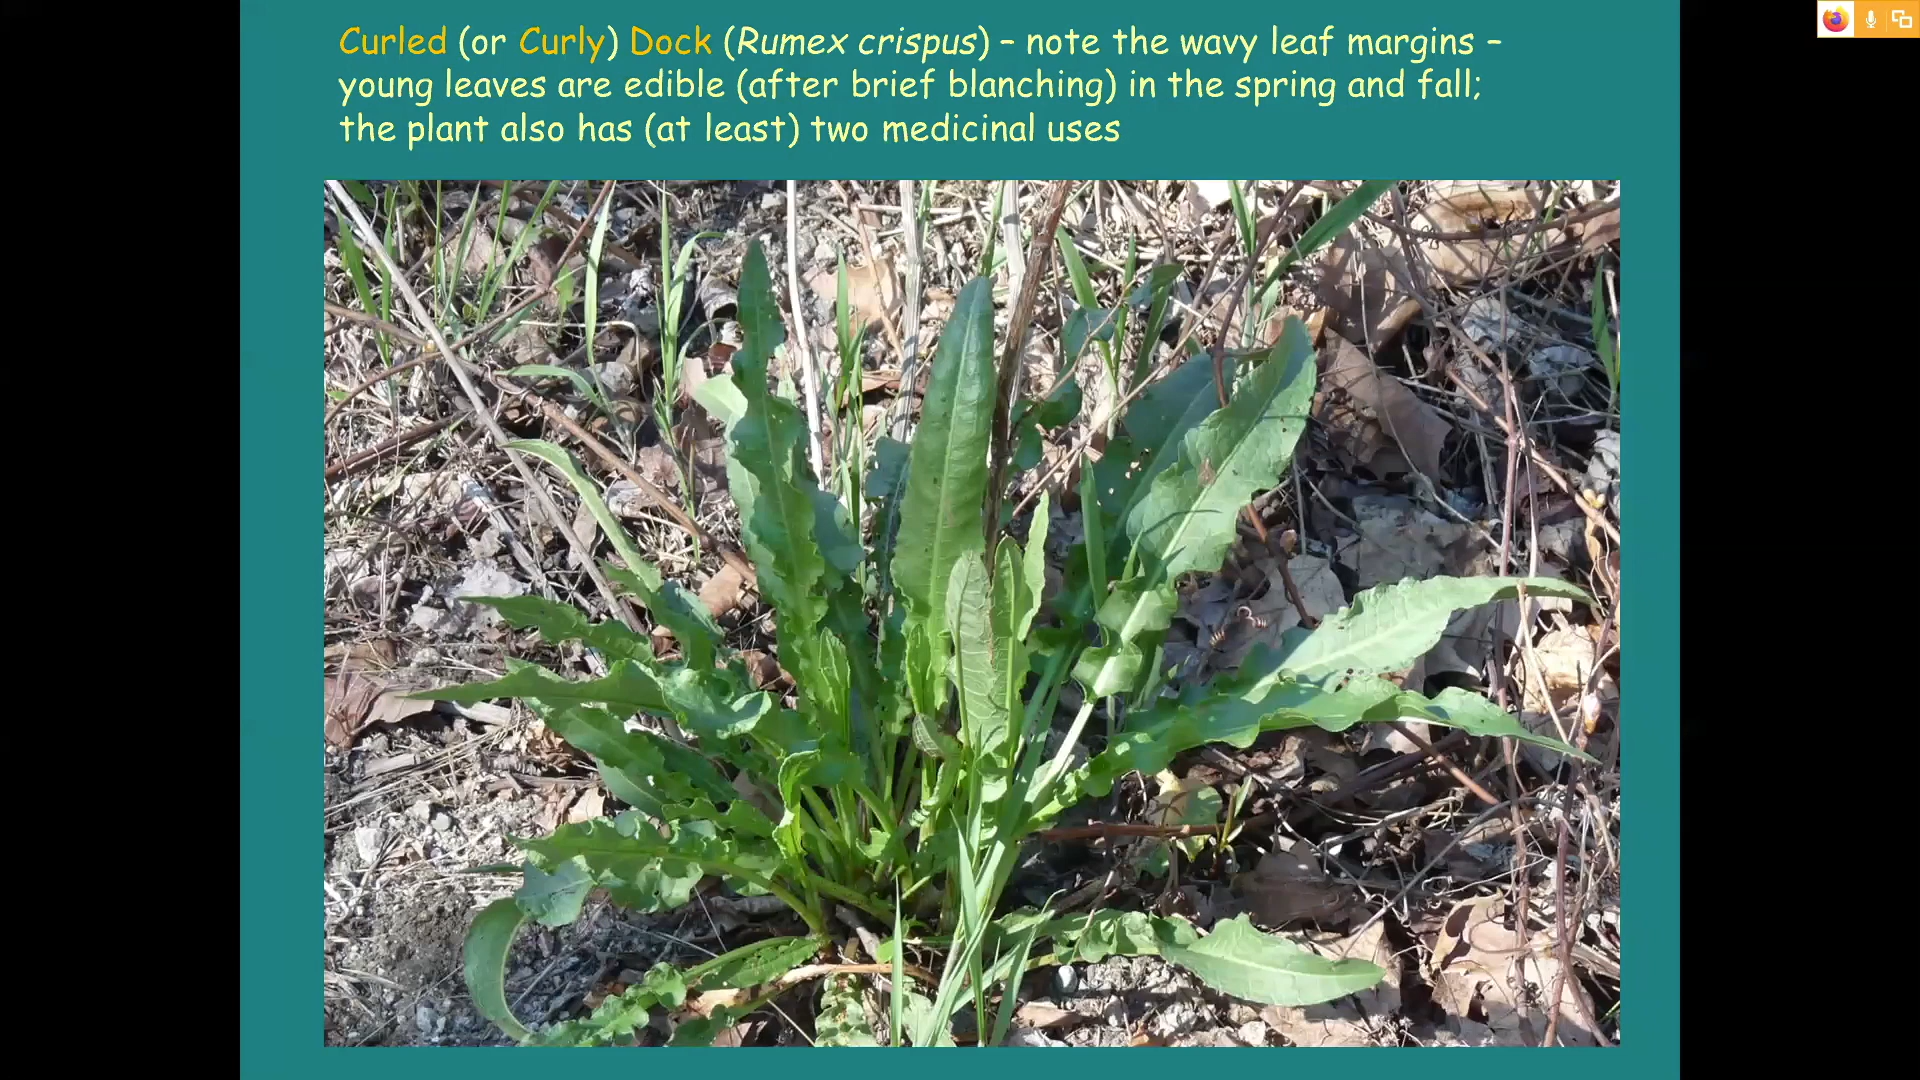 Curled (or Curly) Dock (Rumex crispus) – note the wavy leaf margins –
young leaves are edible (after brief blanching) in the spring and fall;
the plant also has (at least) two medicinal uses